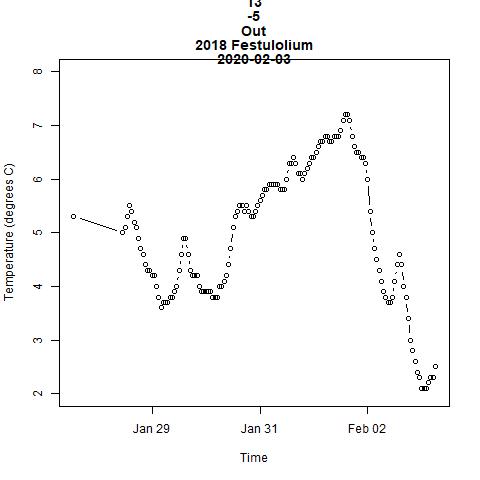 13
-5
Out
2018 Festulolium
2020-02-03
8
7
6
5
4
3
2
Temperature (degrees C)
Jan 29
Jan 31
Feb 02
Time